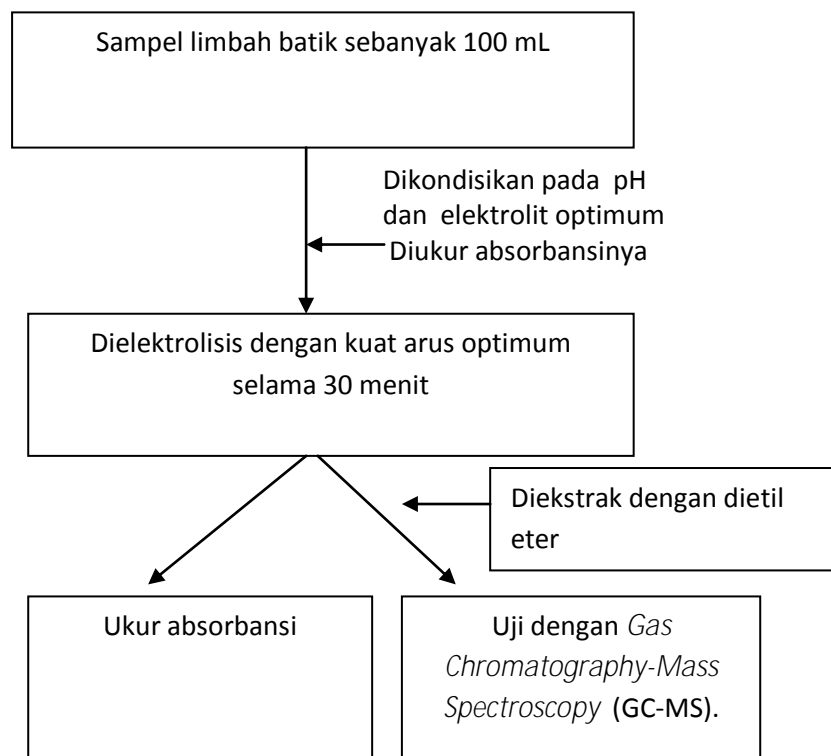 Sampel limbah batik sebanyak 100 mL
Dikondisikan pada pH
dan elektrolit optimum
Diukur absorbansinya
Dielektrolisis dengan kuat arus optimum
selama 30 menit
Diekstrak dengan dietil
eter
Ukur absorbansi
Uji dengan Gas
Chromatography-Mass
Spectroscopy (GC-MS).